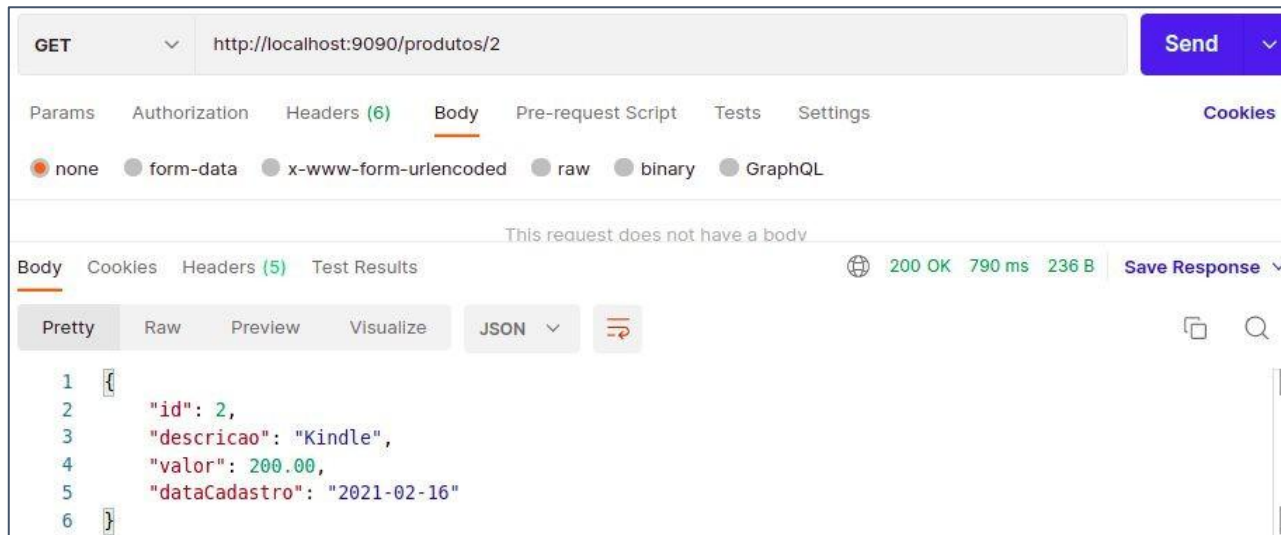 GET http://localhost:9090/produtos/2 Send
Params Authorization Headers (6) Body Pre-request Script Tests Settings Cookies
none form-data x-www-form-urlencoded raw binary GraphQL
This request does not have a body
Body Cookies Headers (5) Test Results 200 OK 790 ms 236 B Save Response
Pretty Raw Preview Visualize JSON
1 {
2 "id": 2,
3 "descricao": "Kindle",
4 "valor": 200.00,
5 "dataCadastro": "2021-02-16"
6 }